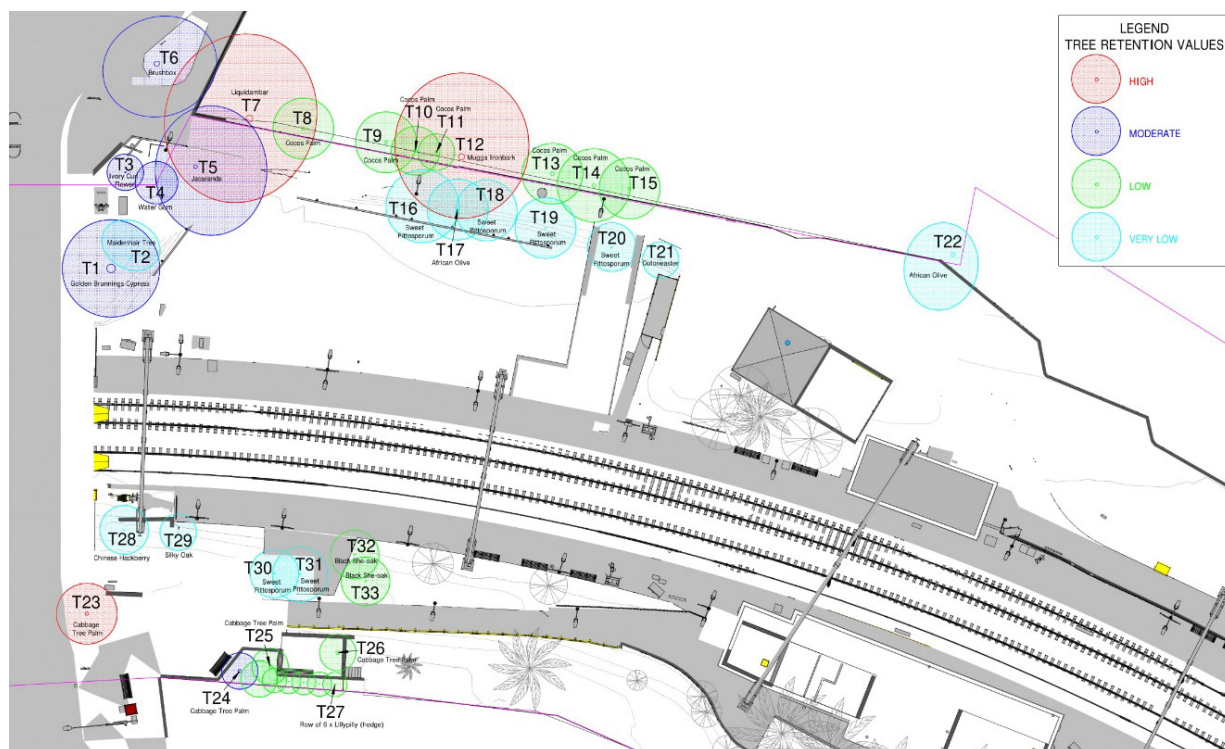 LEGEND
TREE RETENTION VALUES
HIGH
MODERATE
LOW
VERY LOW
T6
Brushbox
Liquidambar
T7
T8
Cocos Palm
T3
Ivory Curl
Flower
T4
Water Gum
T5
Jacaranda
T9
Cocos Palm
Cocos Palm
T10
Cocos Palm
T11
T12
Mugga Ironbark
Cocos Palm
T13
Cocos Palm
T14
Cocos Palm
T15
T16
Sweet
Pittosporum
T17
African Olive
T18
Sweet
Pittosporum
T19
Sweet
Pittosporum
T20
Sweet
Pittosporum
T21
Cotoneaster
T22
African Olive
Maidenhair Tree
T2
T1
Golden Brunnings Cypress
T28
Chinese Hackberry
T29
Silky Oak
T30
Sweet
Pittosporum
T31
Sweet
Pittosporum
T32
Black She-oak
Black She-oak
T33
T23
Cabbage
Tree Palm
Cabbage Tree Palm
T25
T26
Cabbage Tree Palm
T24
Cabbage Tree Palm
T27
Row of 6 x Lillypilly (hedge)